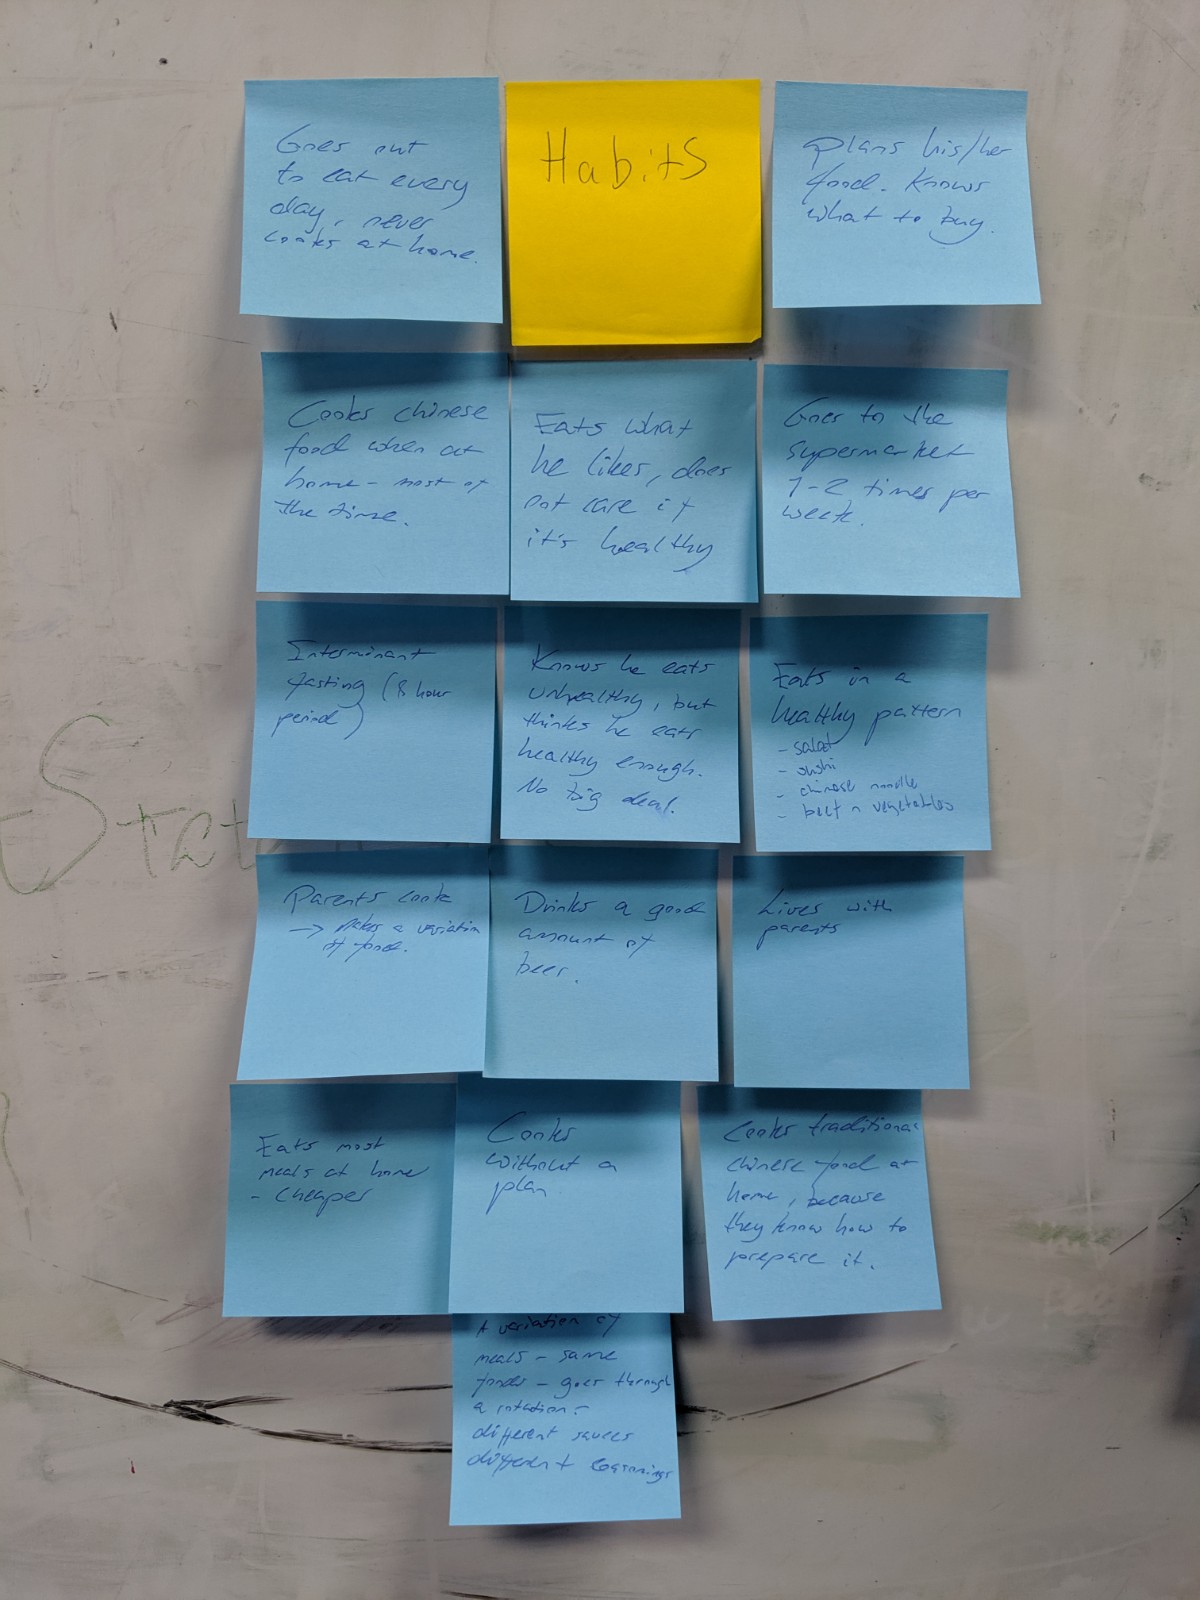 Goes out
to eat every
day, never
cooks at home.
Habits
plans his/her
food. Knows
what to buy.
Cooks chinese
food when at
home - most of
the time.
Eats what
he likes, does
not care if
it's healthy
Goes to the
supermarket
1-2 times per
week.
Interminant
fasting (8 hour
period)
Knows he eats
unhealthy, but
thinks he eats
healthy enough.
No big deal.
Eats in a
healthy pattern
- salat
- sushi
- chinese noodle
- beef n vegetables
Stat
Parents cook
→ makes a variation
of food.
Drinks a good
amount of
beer.
Lives with
parents
Eats most
meals at home
- cheaper
Cooks
without a
plan
Cooks traditional
chinese food at
home, because
they know how to
prepare it.
A variation of
meals - same
foods - goes through
a rotation -
different sauces
different seasonings